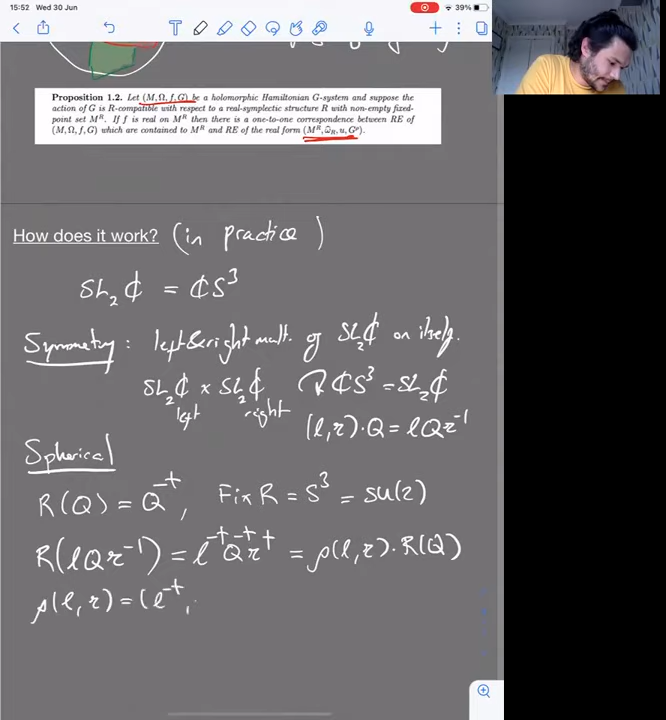 15:52 Wed 30 Jun
39%
Proposition 1.2. Let (M, Ω, f, G) be a holomorphic Hamiltonian G-system and suppose the
action of G is R-compatible with respect to a real-symplectic structure R with non-empty fixed-
point set M^R. If f is real on M^R then there is a one-to-one correspondence between RE of
(M, Ω, f, G) which are contained to M^R and RE of the real form (M^R, Ω_R, u, G^ρ).
How does it work? (in practice)
SL₂ℂ = ℂS³
Symmetry: left&right mult. of SL₂ℂ on itself.
SL₂ℂ × SL₂ℂ ↻ ℂS³ = SL₂ℂ
left right
(l, r)·Q = lQr⁻¹
Spherical
R(Q) = Q^{-†}, Fix R = S³ = SU(2)
R(lQr⁻¹) = l^{-†}Q^{-†}r^† = ρ(l, r)·R(Q)
ρ(l, r) = (l^{-†},